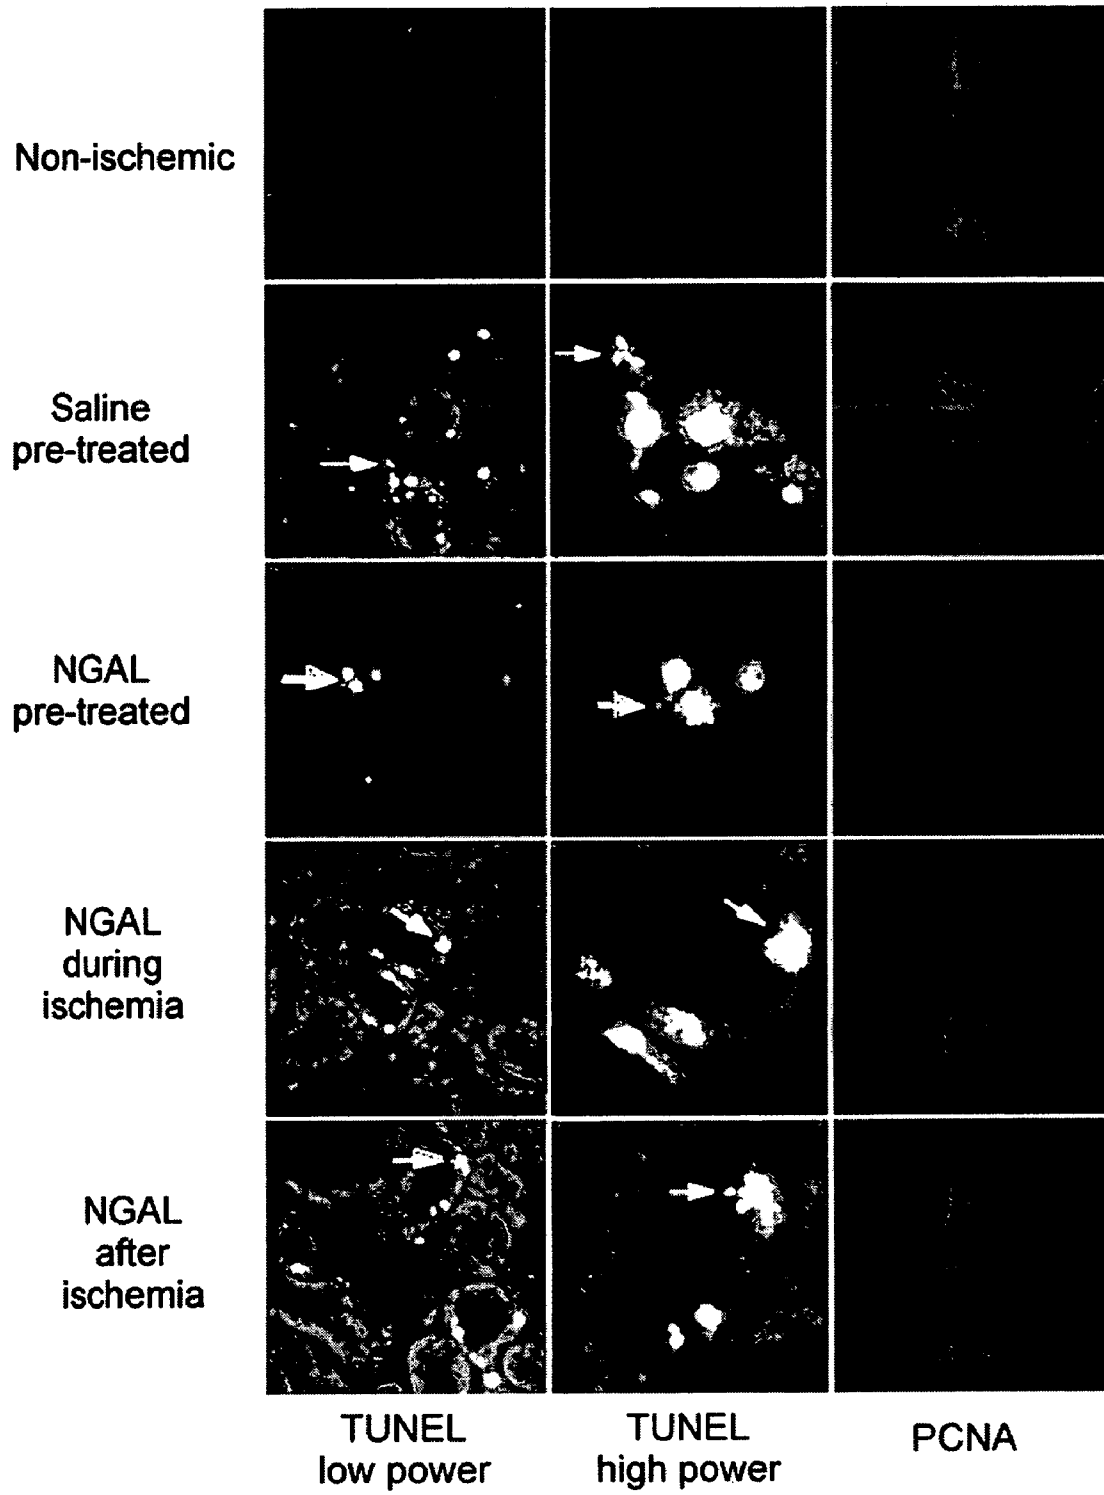 Non-ischemic
Saline
pre-treated
NGAL
pre-treated
NGAL
during
ischemia
NGAL
after
ischemia
TUNEL
low power
TUNEL
high power
PCNA